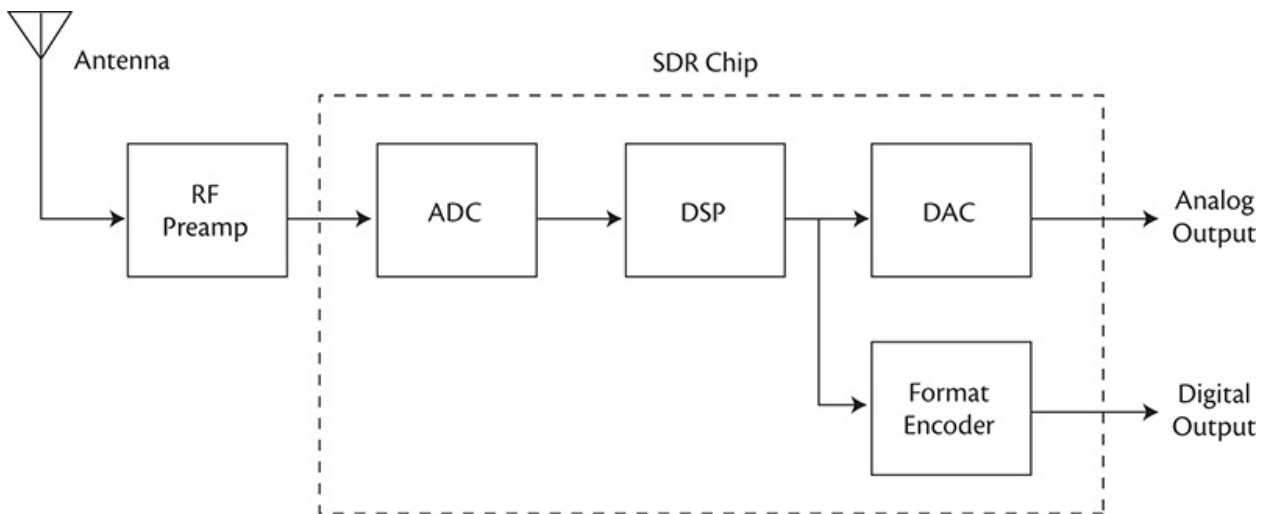 Antenna
SDR Chip
RF
Preamp
ADC
DSP
DAC
Analog
Output
Format
Encoder
Digital
Output